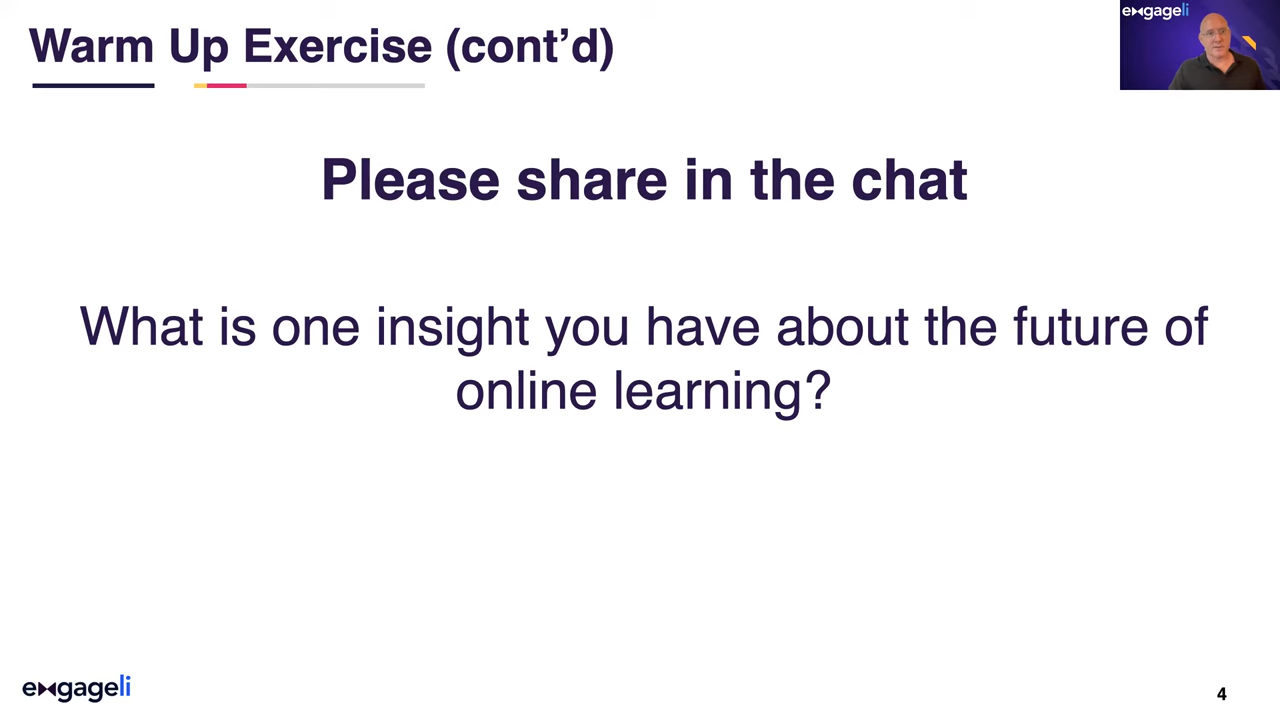 Warm Up Exercise (cont’d)
engageli
Please share in the chat
What is one insight you have about the future of
online learning?
engageli
4